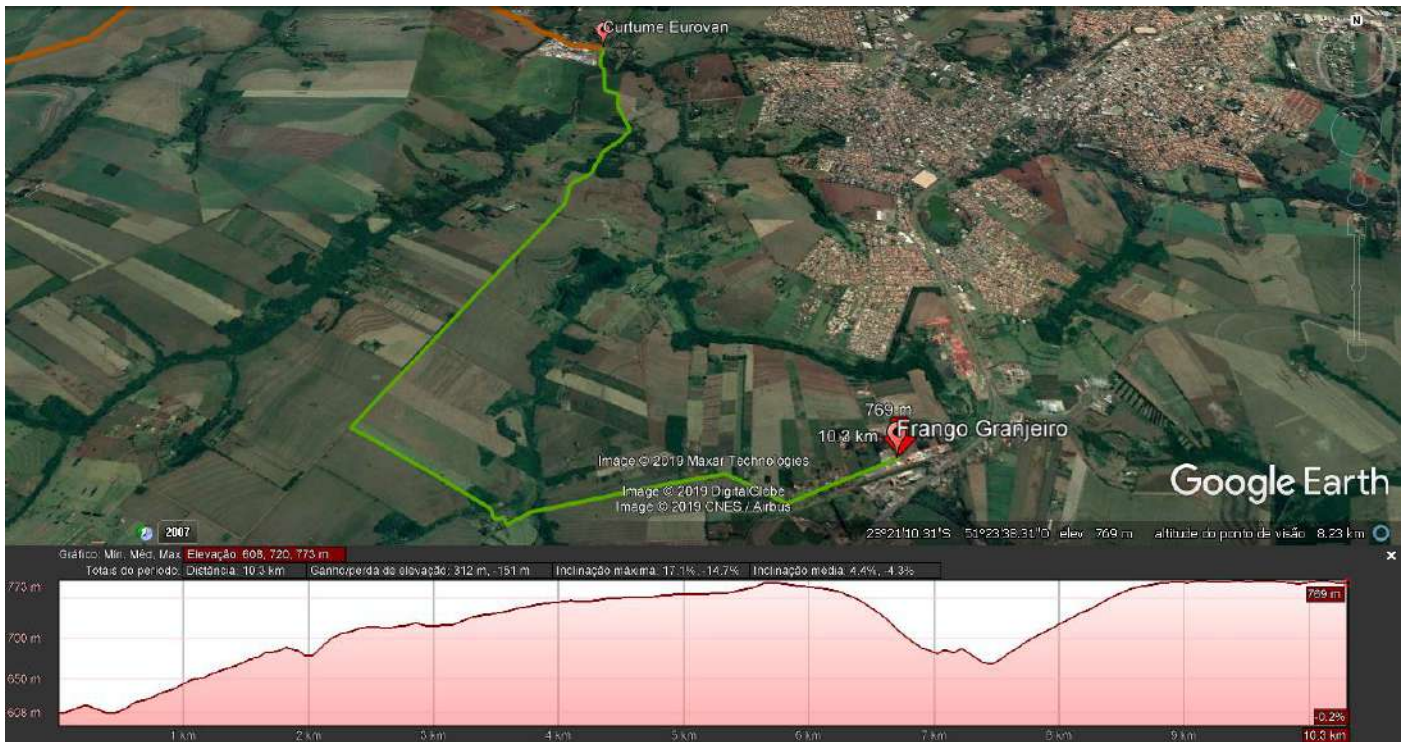 Curtume Eurovan
N
769 m
10.3 km
Frango Granjeiro
Image © 2019 Maxar Technologies
Image © 2019 DigitalGlobe
Image © 2019 CNES / Airbus
Google Earth
2007
23°21'10.31"S 51°23'38.31"O elev 769 m altitude do ponto de visão 8.23 km
Gráfico: Mín, Méd, Máx Elevação: 608, 720, 773 m
Totais do período: Distância: 10.3 km Ganho/perda de elevação: 312 m, -151 m Inclinação máxima: 17.1%, -14.7% Inclinação média: 4.4%, -4.3%
773 m
769 m
700 m
650 m
608 m
-0.2%
1 km 2 km 3 km 4 km 5 km 6 km 7 km 8 km 9 km 10.3 km